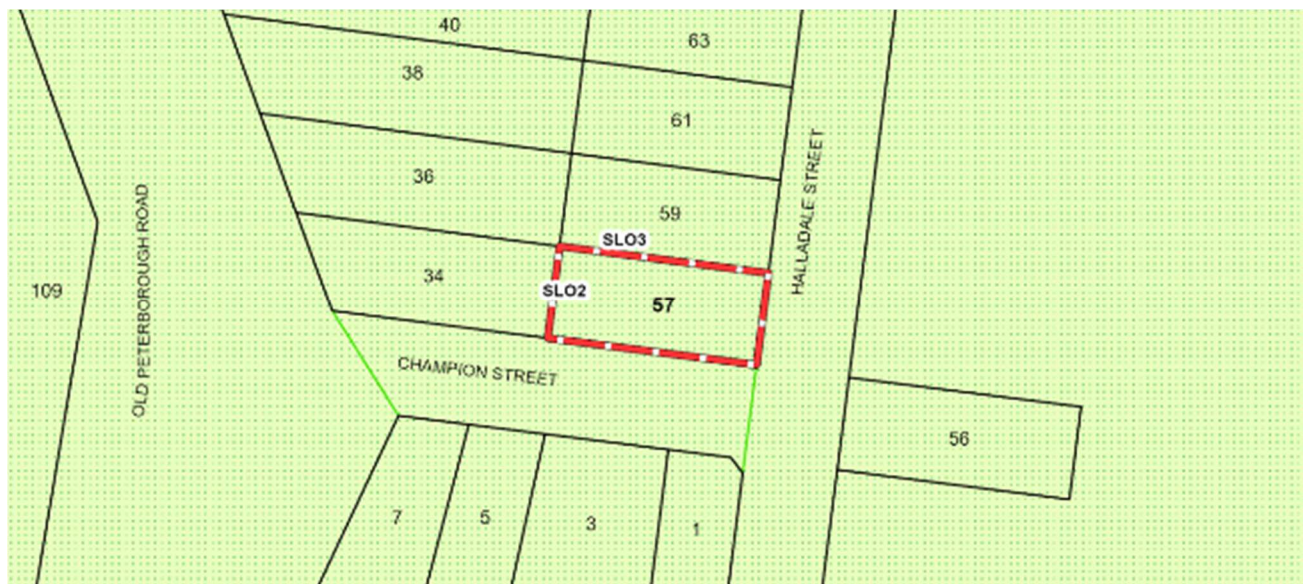 40
63
38
61
HALLADALE STREET
36
OLD PETERBOROUGH ROAD
59
SLO3
34
SLO2
109
57
CHAMPION STREET
56
7
5
3
1